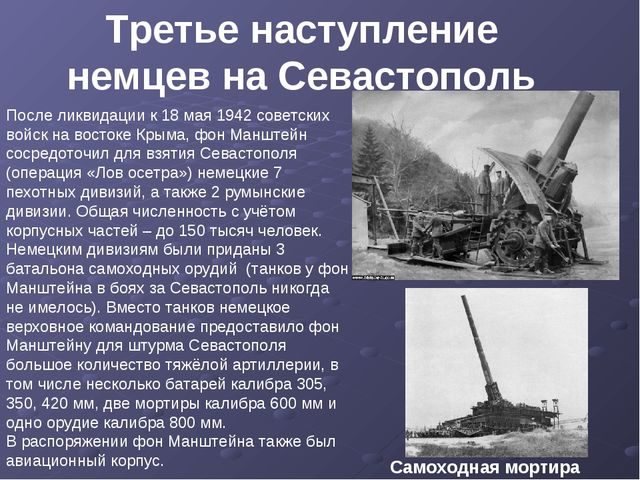 Третье наступление
немцев на Севастополь
После ликвидации к 18 мая 1942 советских
войск на востоке Крыма, фон Манштейн
сосредоточил для взятия Севастополя
(операция «Лов осетра») немецкие 7
пехотных дивизий, а также 2 румынские
дивизии. Общая численность с учётом
корпусных частей – до 150 тысяч человек.
Немецким дивизиям были приданы 3
батальона самоходных орудий (танков у фон
Манштейна в боях за Севастополь никогда
не имелось). Вместо танков немецкое
верховное командование предоставило фон
Манштейну для штурма Севастополя
большое количество тяжёлой артиллерии, в
том числе несколько батарей калибра 305,
350, 420 мм, две мортиры калибра 600 мм и
одно орудие калибра 800 мм.
В распоряжении фон Манштейна также был
авиационный корпус.
Самоходная мортира